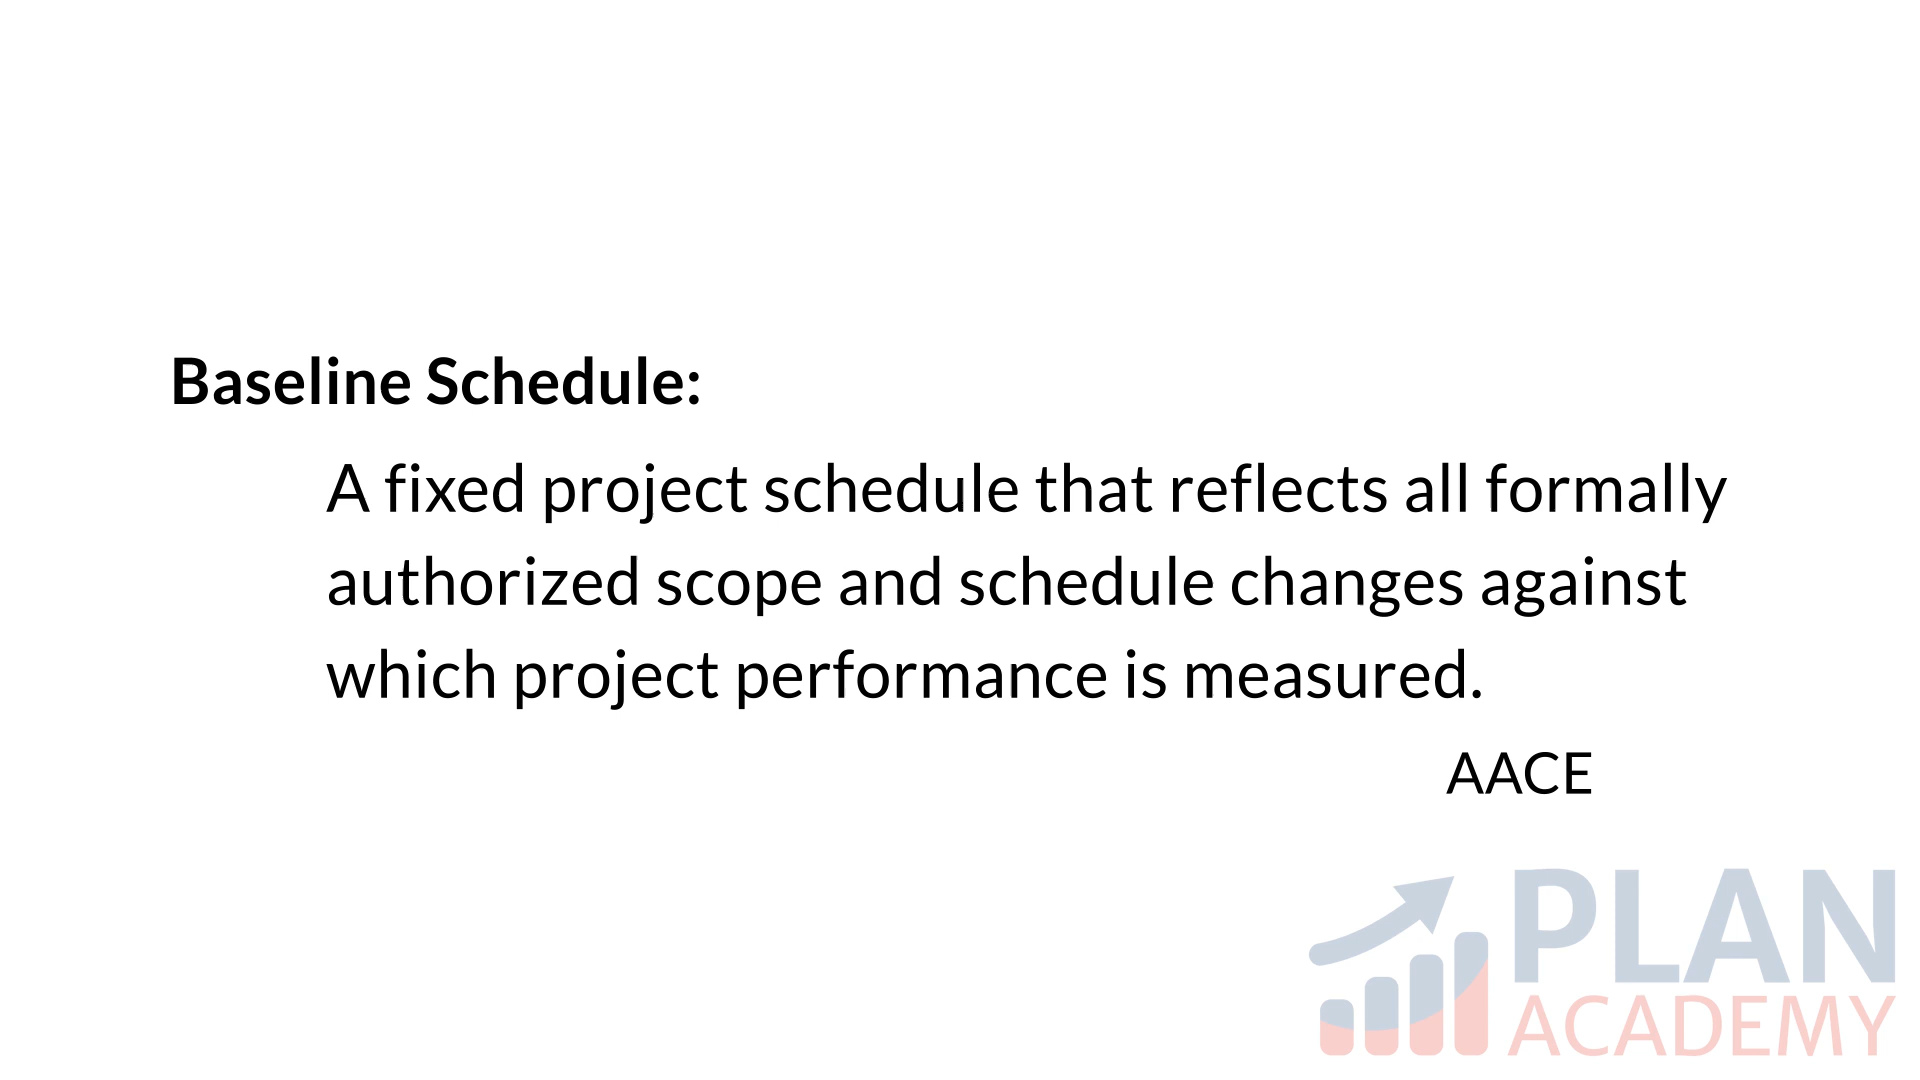 Baseline Schedule:
A fixed project schedule that reflects all formally
authorized scope and schedule changes against
which project performance is measured.
AACE
PLAN
ACADEMY